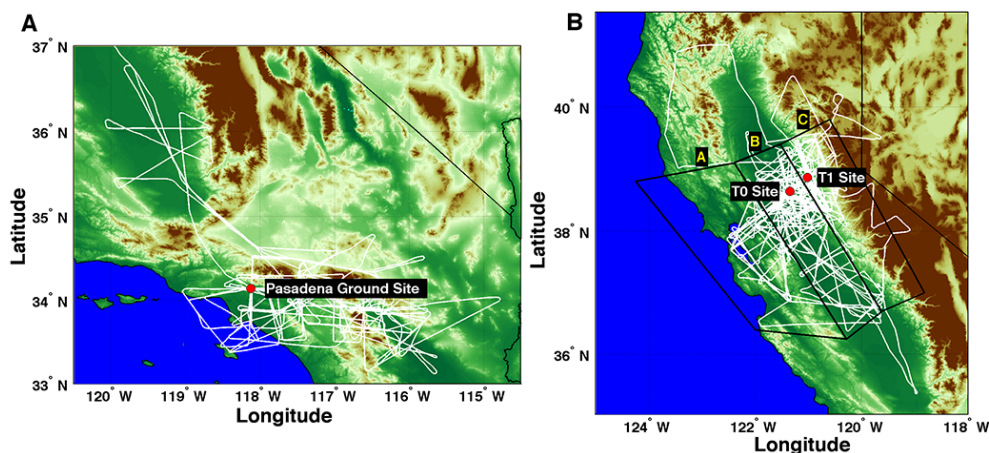 A
37° N
36° N
35° N
34° N
33° N
Latitude
Pasadena Ground Site
120° W 119° W 118° W 117° W 116° W 115° W
Longitude
B
40° N
38° N
36° N
Latitude
A
B
C
T0 Site
T1 Site
124° W 122° W 120° W 118° W
Longitude